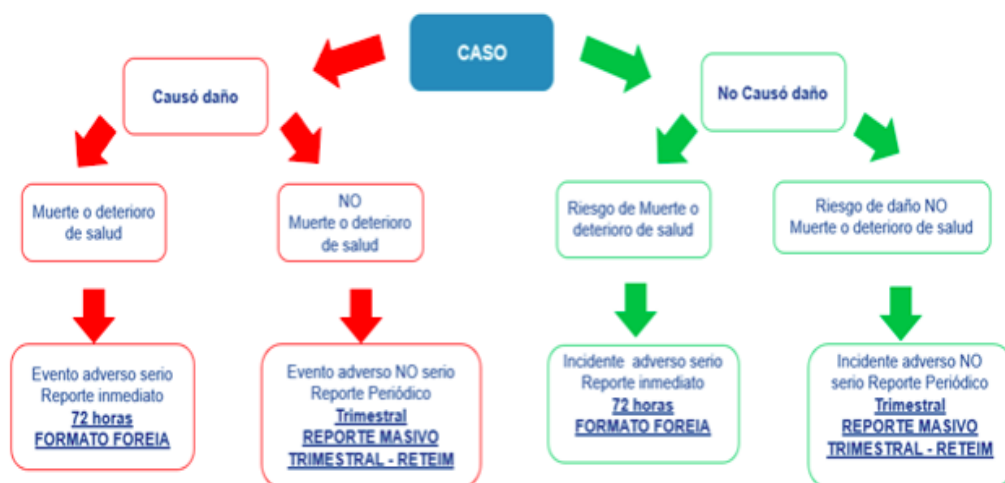 CASO
Causó daño
No Causó daño
Muerte o deterioro
de salud
NO
Muerte o deterioro
de salud
Riesgo de Muerte o
deterioro de salud
Riesgo de daño NO
Muerte o deterioro de salud
Evento adverso serio
Reporte inmediato
72 horas
FORMATO FOREIA
Evento adverso NO serio
Reporte Periódico
Trimestral
REPORTE MASIVO
TRIMESTRAL - RETEIM
Incidente adverso serio
Reporte inmediato
72 horas
FORMATO FOREIA
Incidente adverso NO
serio Reporte Periódico
Trimestral
REPORTE MASIVO
TRIMESTRAL - RETEIM